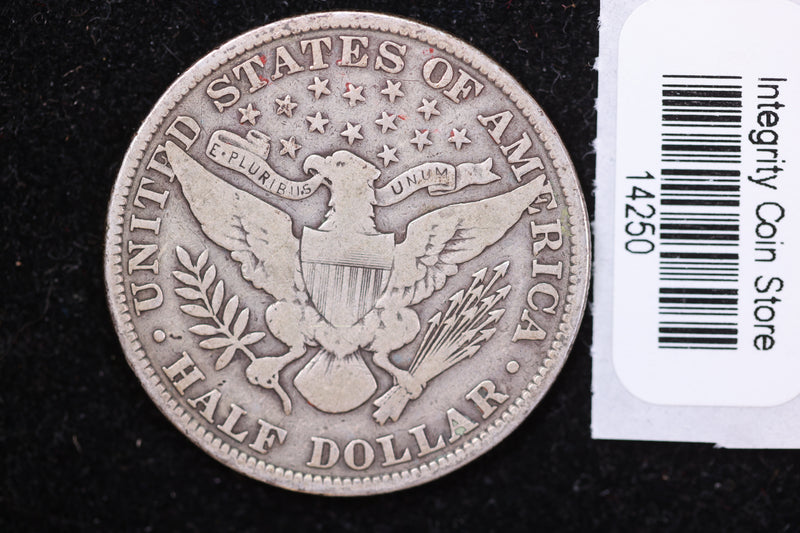 UNITED STATES OF AMERICA
E·PLURIBUS UNUM
· HALF DOLLAR ·
Integrity Coin Store
14250